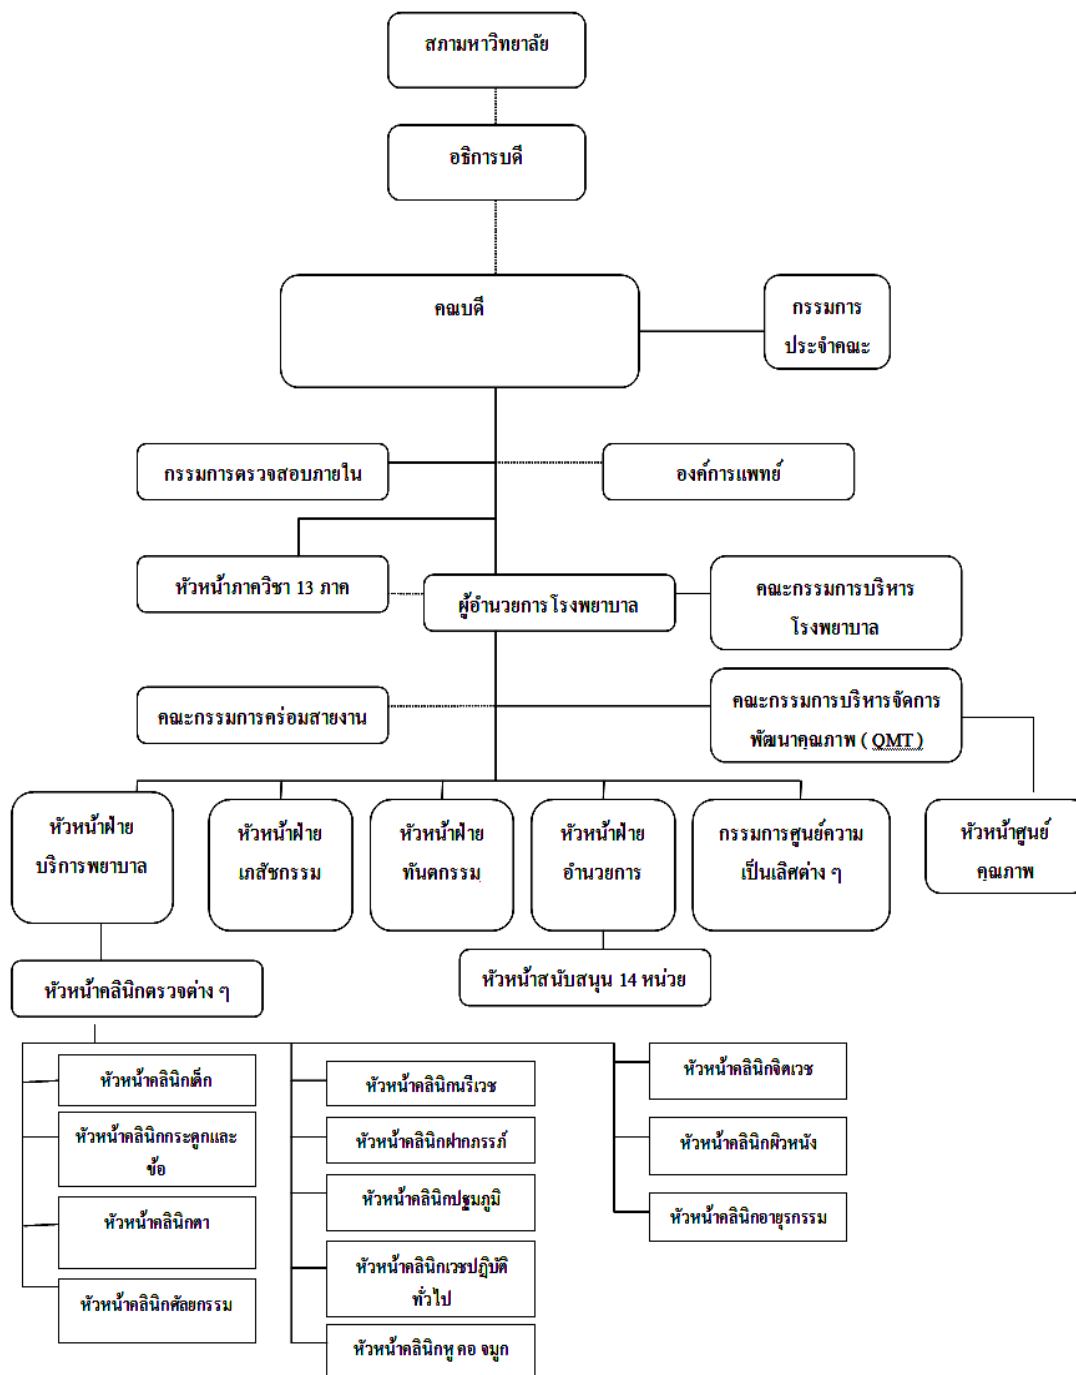 สภามหาวิทยาลัย
อธิการบดี
คณบดี
กรรมการ
ประจำคณะ
กรรมการตรวจสอบภายใน
องค์การแพทย์
หัวหน้าภาควิชา 13 ภาค
ผู้อำนวยการโรงพยาบาล
คณะกรรมการบริหาร
โรงพยาบาล
คณะกรรมการคร่อมสายงาน
คณะกรรมการบริหารจัดการ
พัฒนาคุณภาพ ( QMT )
หัวหน้าฝ่าย
บริการพยาบาล
หัวหน้าฝ่าย
เภสัชกรรม
หัวหน้าฝ่าย
ทันตกรรม
หัวหน้าฝ่าย
อำนวยการ
กรรมการศูนย์ความ
เป็นเลิศต่าง ๆ
หัวหน้าศูนย์
คุณภาพ
หัวหน้าคลินิกตรวจต่าง ๆ
หัวหน้าสนับสนุน 14 หน่วย
หัวหน้าคลินิกเด็ก
หัวหน้าคลินิกกระดูกและ
ข้อ
หัวหน้าคลินิกตา
หัวหน้าคลินิกศัลยกรรม
หัวหน้าคลินิกนรีเวช
หัวหน้าคลินิกฝากภรรภ์
หัวหน้าคลินิกปฐมภูมิ
หัวหน้าคลินิกเวชปฏิบัติ
ทั่วไป
หัวหน้าคลินิกหู คอ จมูก
หัวหน้าคลินิกจิตเวช
หัวหน้าคลินิกผิวหนัง
หัวหน้าคลินิกอายุรกรรม